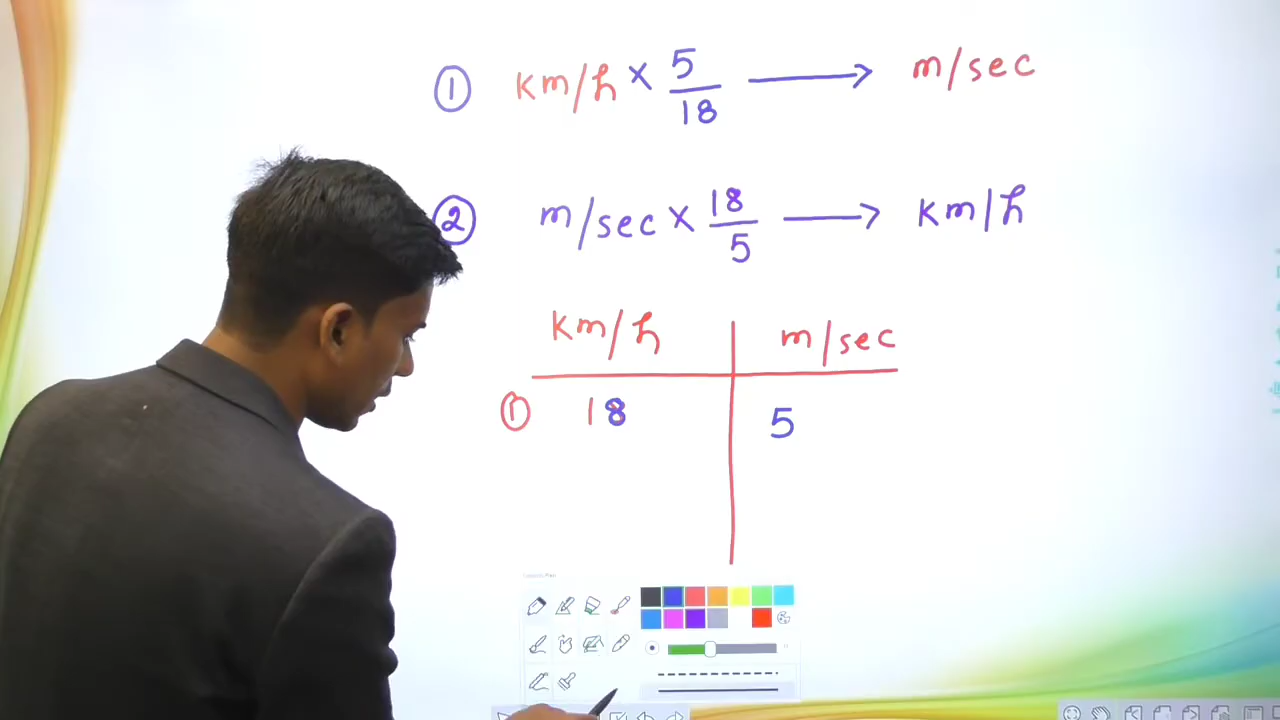 ① km/h × 5/18 ⟶ m/sec
② m/sec × 18/5 ⟶ km/h
km/h | m/sec
① 18 | 5